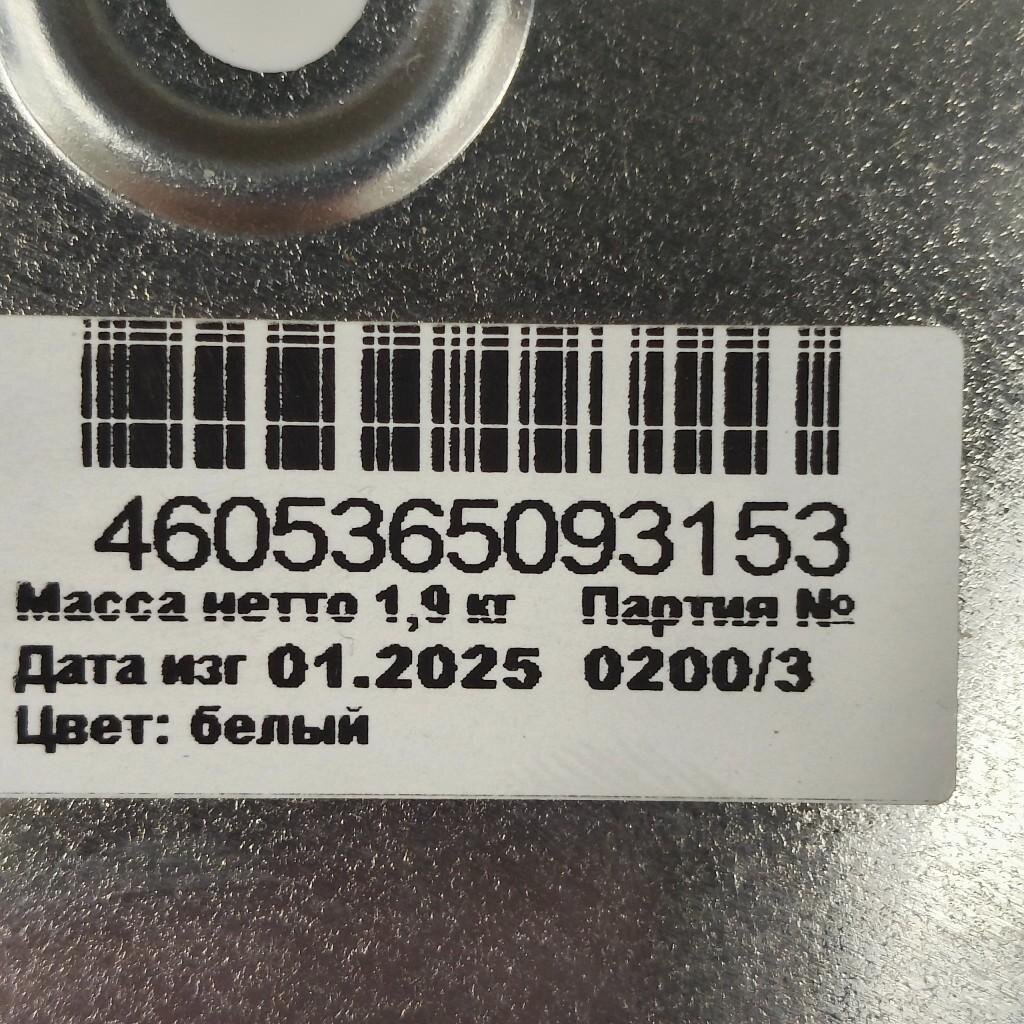 4605365093153
Масса нетто 1,9 кг Партия №
Дата изг 01.2025 0200/3
Цвет: белый